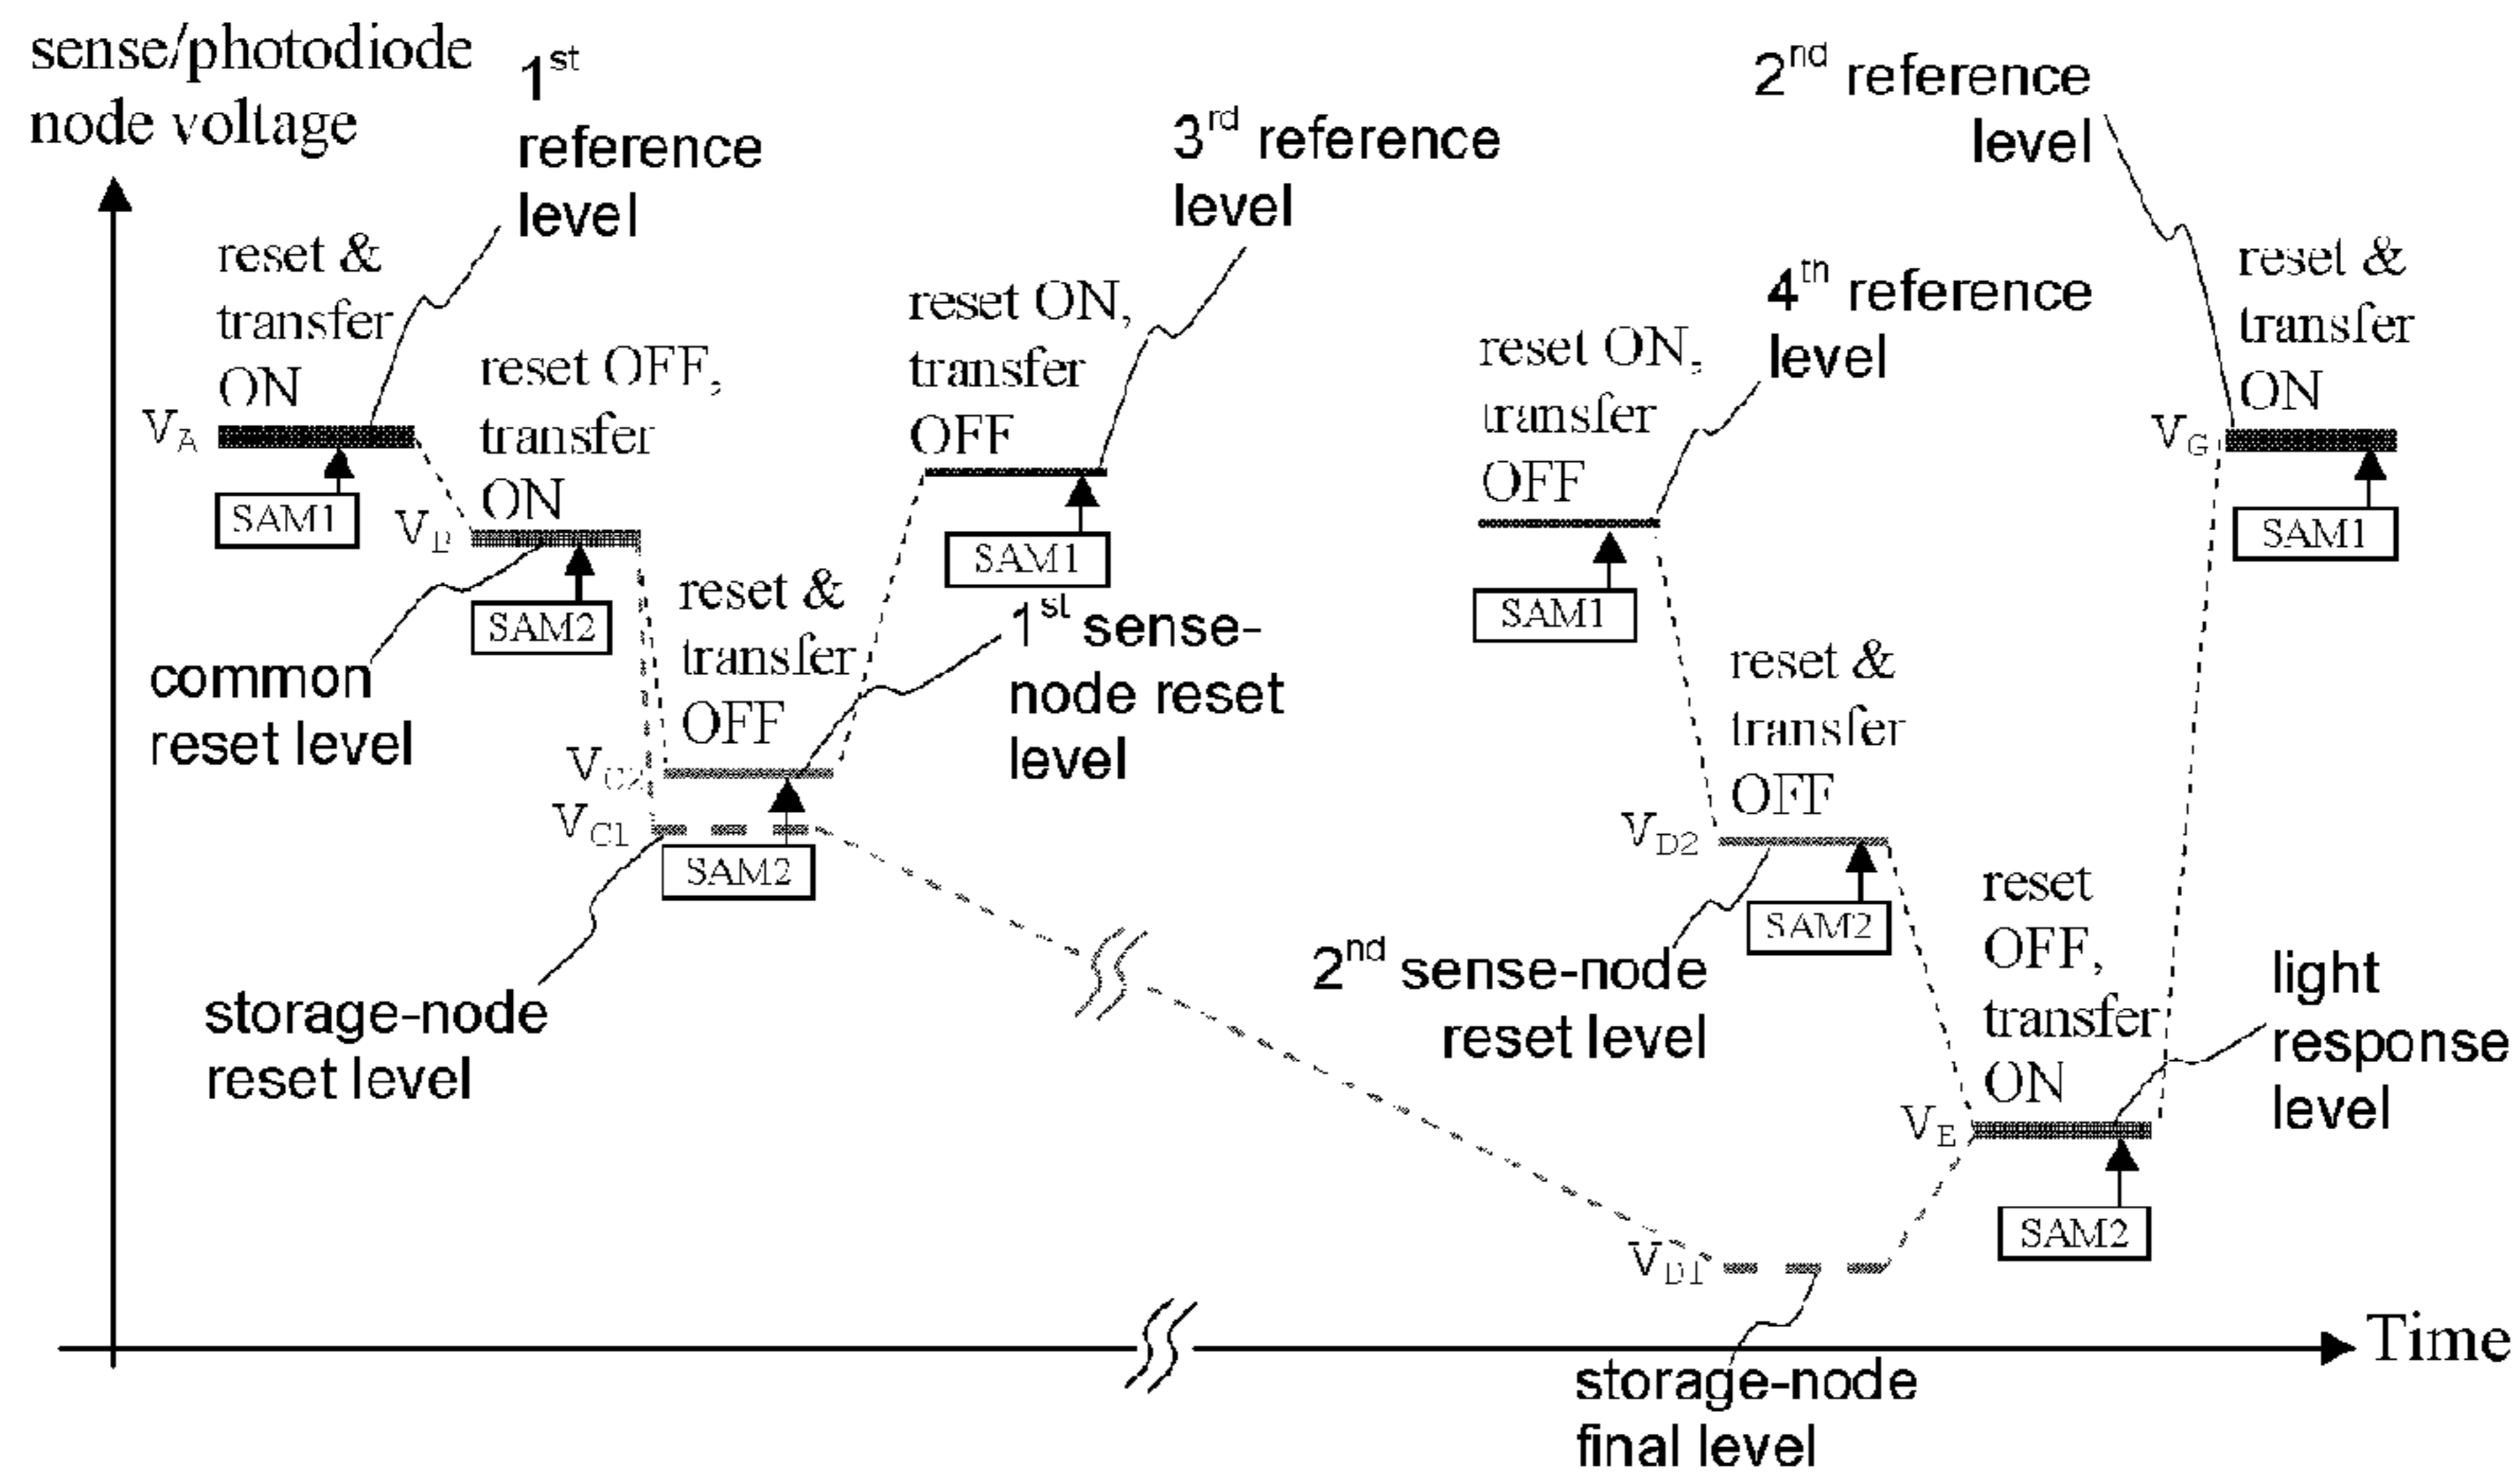 sense/photodiode
node voltage
1st
reference
level
reset &
transfer
ON
VA
SAM1
reset OFF,
transfer
ON
SAM2
common
reset level
reset &
transfer
OFF
VC2
VC1
SAM2
storage-node
reset level
1st sense-
node reset
level
3rd reference
level
reset ON,
transfer
OFF
SAM1
4th reference
level
reset ON,
transfer
OFF
SAM1
reset &
transfer
OFF
VD2
SAM2
2nd sense-node
reset level
VD1
storage-node
final level
reset
OFF,
transfer
ON
VE
SAM2
light
response
level
2nd reference
level
reset &
transfer
ON
VG
SAM1
Time